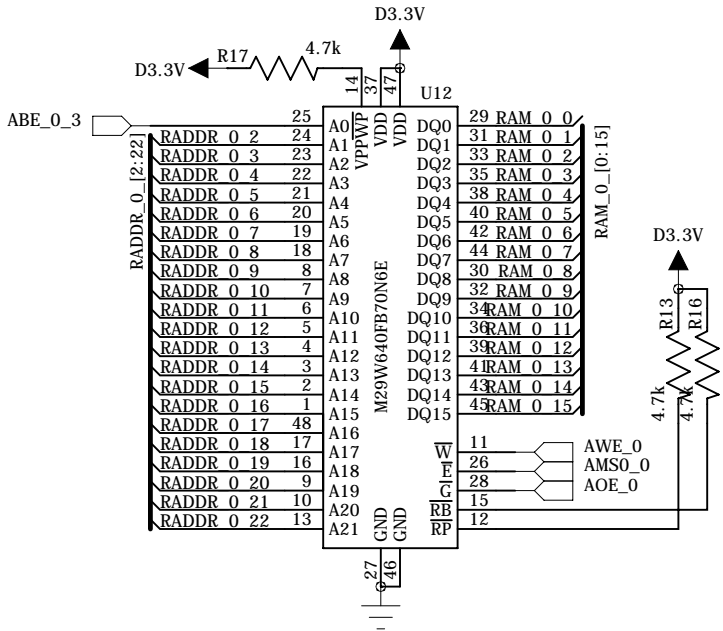 D3.3V
R17 4.7k
D3.3V
14 37 47
U12
ABE_0_3 25 A0 VPPWP VDD VDD DQ0 29 RAM_0_0
RADDR_0_2 24 A1 DQ1 31 RAM_0_1
RADDR_0_3 23 A2 DQ2 33 RAM_0_2
RADDR_0_4 22 A3 DQ3 35 RAM_0_3
RADDR_0_5 21 A4 DQ4 38 RAM_0_4
RADDR_0_6 20 A5 DQ5 40 RAM_0_5
RADDR_0_7 19 A6 DQ6 42 RAM_0_6
RADDR_0_8 18 A7 DQ7 44 RAM_0_7
RADDR_0_9 8 A8 DQ8 30 RAM_0_8
RADDR_0_10 7 A9 DQ9 32 RAM_0_9
RADDR_0_11 6 A10 DQ10 34 RAM_0_10
RADDR_0_12 5 A11 DQ11 36 RAM_0_11
RADDR_0_13 4 A12 DQ12 39 RAM_0_12
RADDR_0_14 3 A13 DQ13 41 RAM_0_13
RADDR_0_15 2 A14 DQ14 43 RAM_0_14
RADDR_0_16 1 A15 DQ15 45 RAM_0_15
RADDR_0_17 48 A16
RADDR_0_18 17 A17 W 11 AWE_0
RADDR_0_19 16 A18 E 26 AMS0_0
RADDR_0_20 9 A19 G 28 AOE_0
RADDR_0_21 10 A20 RB 15
RADDR_0_22 13 A21 RP 12
GND GND
27 46
RADDR_0_[2:22]
M29W640FB70N6E
RAM_0_[0:15]
D3.3V
R13 R16
4.7k 4.7k